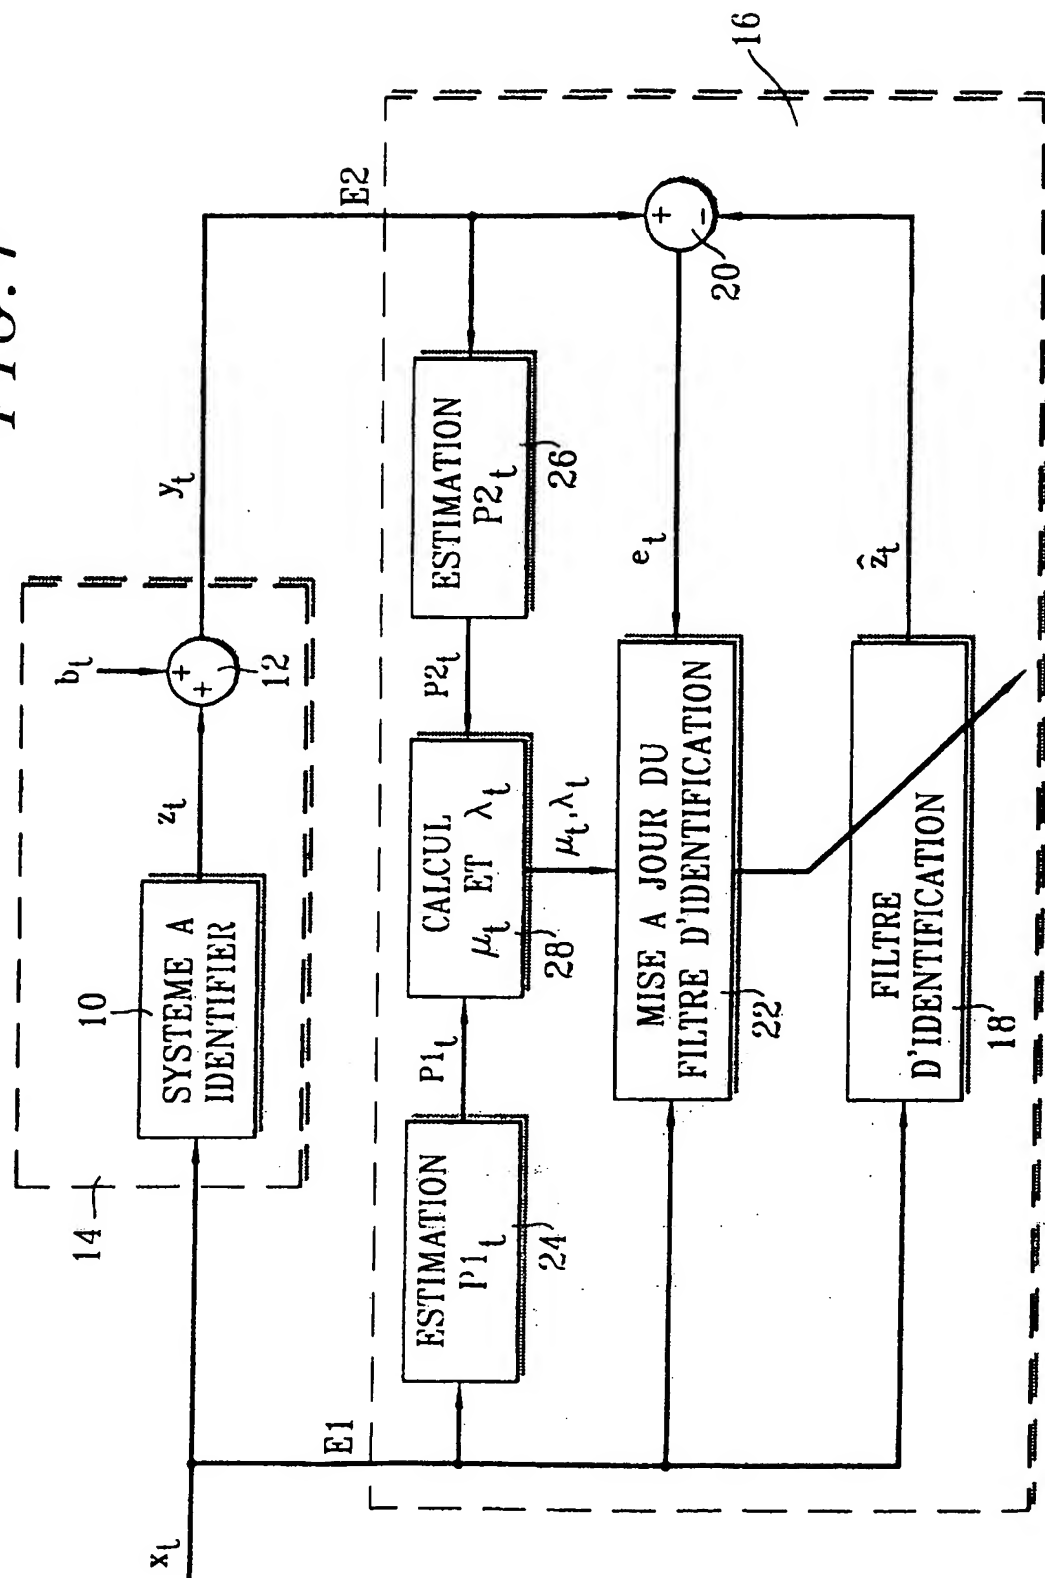 FIG. 1
x_t
14
10
SYSTEME A
IDENTIFIER
z_t
b_t
+
+
12
y_t
E1
E2
16
ESTIMATION
P1_t
24
P1_t
CALCUL
μ_t ET λ_t
28
P2_t
ESTIMATION
P2_t
26
μ_t, λ_t
MISE A JOUR DU
FILTRE D'IDENTIFICATION
22
e_t
+
-
20
FILTRE
D'IDENTIFICATION
18
ẑ_t